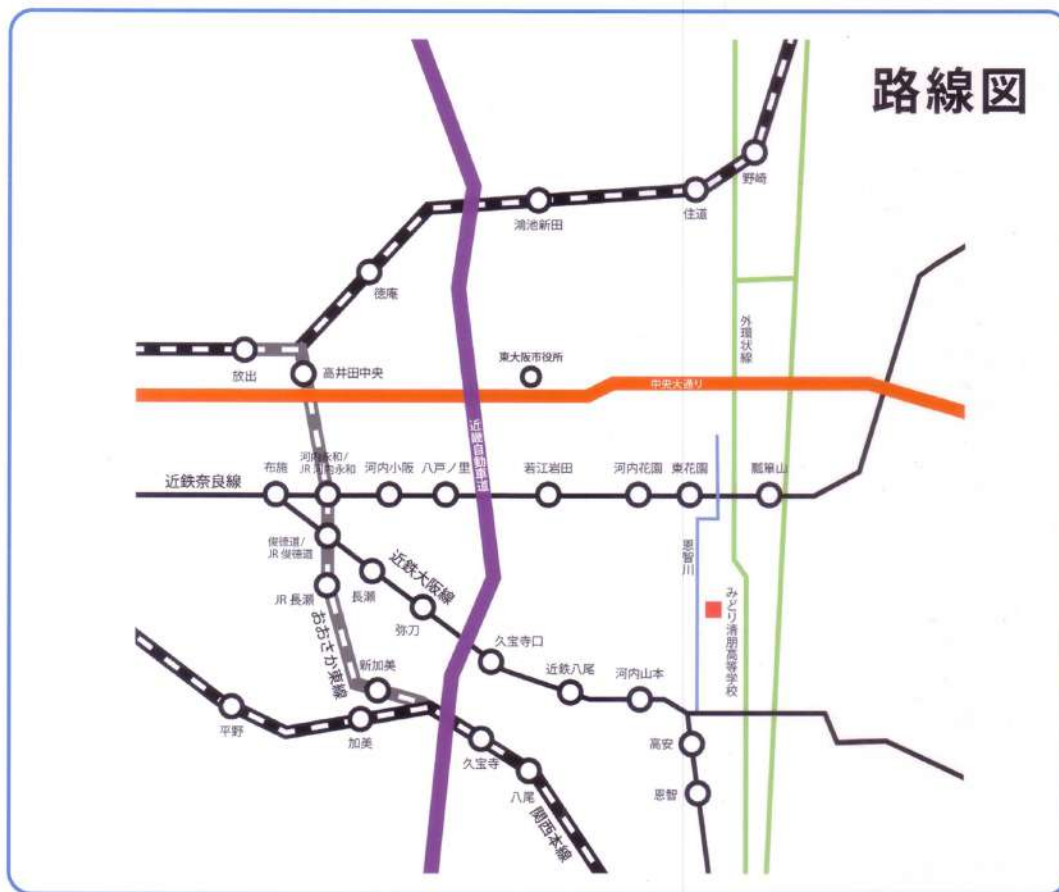 路線図
野崎
住道
鴻池新田
徳庵
放出
高井田中央
東大阪市役所
外環状線
中央大通り
近畿自動車道
近鉄奈良線
布施
河内永和/
JR河内永和
河内小阪
八戸ノ里
若江岩田
河内花園
東花園
瓢箪山
俊徳道/
JR俊徳道
恩智川
近鉄大阪線
JR長瀬
長瀬
弥刀
みどり清朋高等学校
おおさか東線
新加美
久宝寺口
近鉄八尾
河内山本
平野
加美
久宝寺
高安
八尾
恩智
関西本線